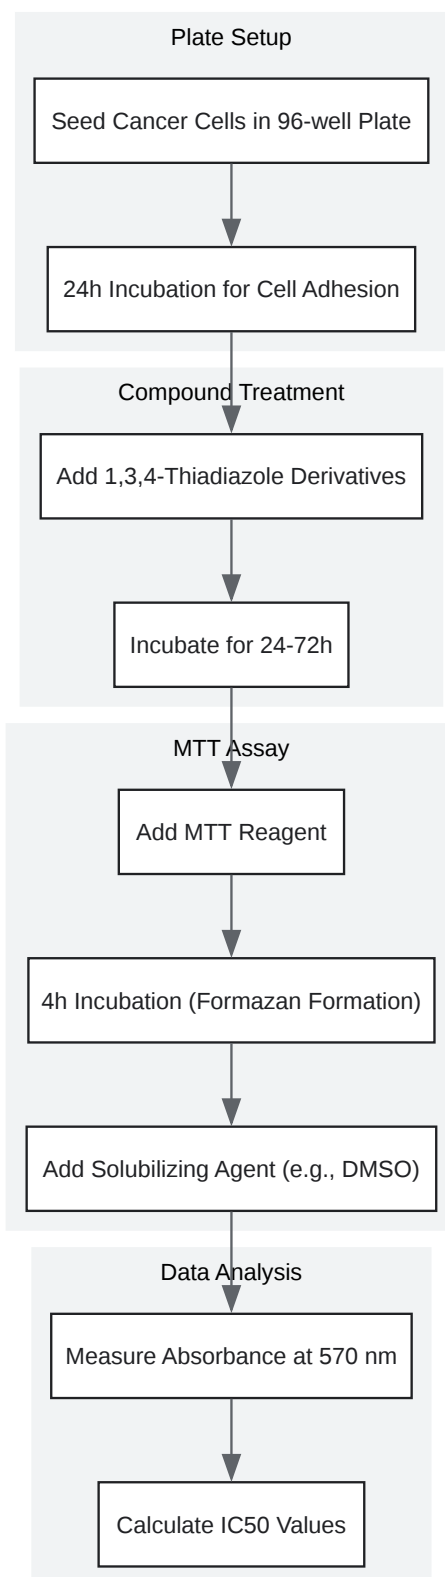 Plate Setup
Seed Cancer Cells in 96-well Plate
24h Incubation for Cell Adhesion
Compound Treatment
Add 1,3,4-Thiadiazole Derivatives
Incubate for 24-72h
MTT Assay
Add MTT Reagent
4h Incubation (Formazan Formation)
Add Solubilizing Agent (e.g., DMSO)
Data Analysis
Measure Absorbance at 570 nm
Calculate IC50 Values